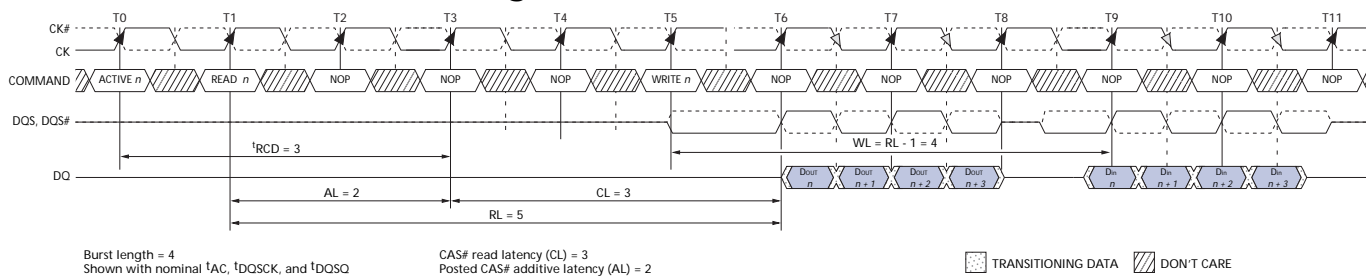 T0 T1 T2 T3 T4 T5 T6 T7 T8 T9 T10 T11
CK#
CK
COMMAND ACTIVE n READ n NOP NOP NOP WRITE n NOP NOP NOP NOP NOP NOP
DQS, DQS#
tRCD = 3 WL = RL - 1 = 4
DQ DOUT n DOUT n + 1 DOUT n + 2 DOUT n + 3 Din n Din n + 1 Din n + 2 Din n + 3
AL = 2 CL = 3
RL = 5
Burst length = 4 CAS# read latency (CL) = 3
Shown with nominal tAC, tDQSCK, and tDQSQ Posted CAS# additive latency (AL) = 2 TRANSITIONING DATA DON'T CARE